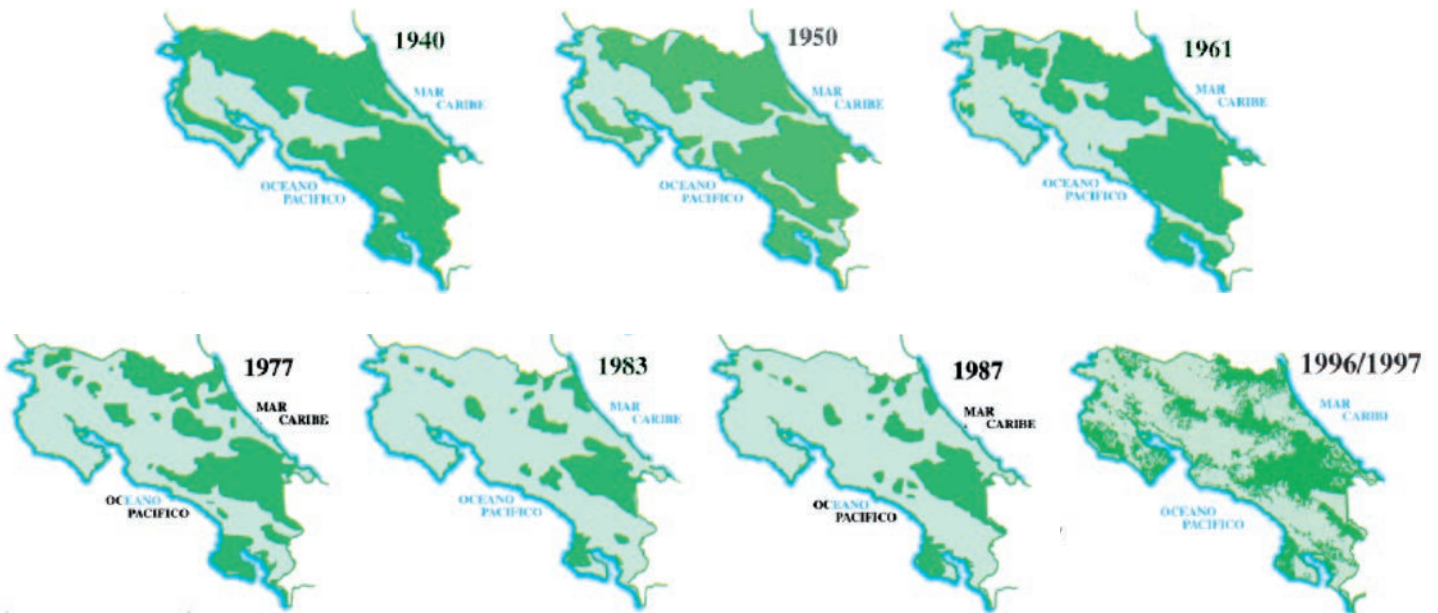 1940
MAR
CARIBE
OCEANO
PACIFICO
1950
MAR
CARIBE
OCEANO
PACIFICO
1961
MAR
CARIBE
OCEANO
PACIFICO
1977
MAR
CARIBE
OCEANO
PACIFICO
1983
MAR
CARIBE
OCEANO
PACIFICO
1987
MAR
CARIBE
OCEANO
PACIFICO
1996/1997
MAR
CARIBE
OCEANO
PACIFICO